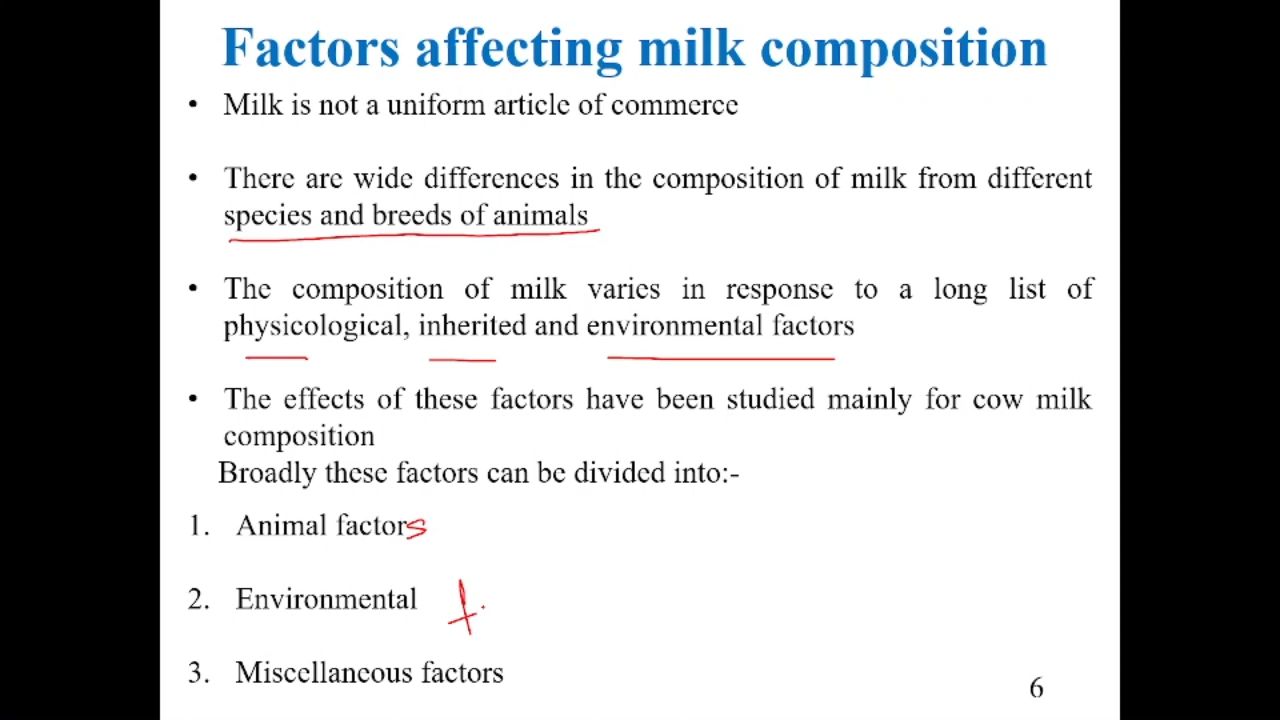 Factors affecting milk composition
• Milk is not a uniform article of commerce
• There are wide differences in the composition of milk from different
species and breeds of animals
• The composition of milk varies in response to a long list of
physicological, inherited and environmental factors
• The effects of these factors have been studied mainly for cow milk
composition
Broadly these factors can be divided into:-
1. Animal factors
2. Environmental f.
3. Miscellaneous factors
6